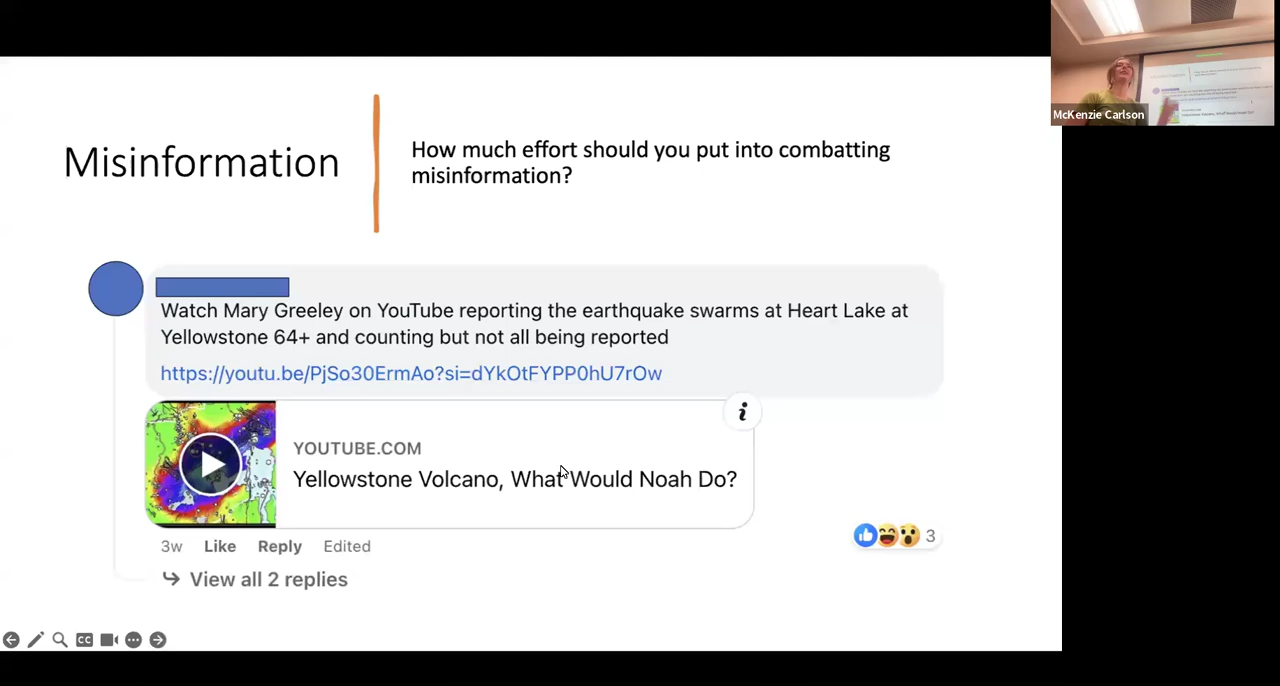 McKenzie Carlson
Misinformation
How much effort should you put into combatting
misinformation?
Watch Mary Greeley on YouTube reporting the earthquake swarms at Heart Lake at
Yellowstone 64+ and counting but not all being reported
https://youtu.be/PjSo30ErmAo?si=dYkOtFYPP0hU7rOw
i
YOUTUBE.COM
Yellowstone Volcano, What Would Noah Do?
3w Like Reply Edited
3
View all 2 replies
CC